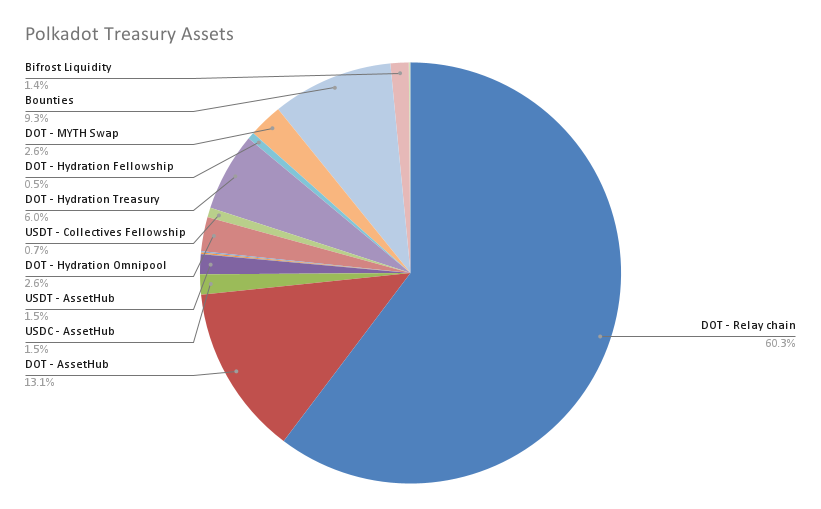 Polkadot Treasury Assets
Bifrost Liquidity
1.4%
Bounties
9.3%
DOT - MYTH Swap
2.6%
DOT - Hydration Fellowship
0.5%
DOT - Hydration Treasury
6.0%
USDT - Collectives Fellowship
0.7%
DOT - Hydration Omnipool
2.6%
USDT - AssetHub
1.5%
USDC - AssetHub
1.5%
DOT - AssetHub
13.1%
DOT - Relay chain
60.3%